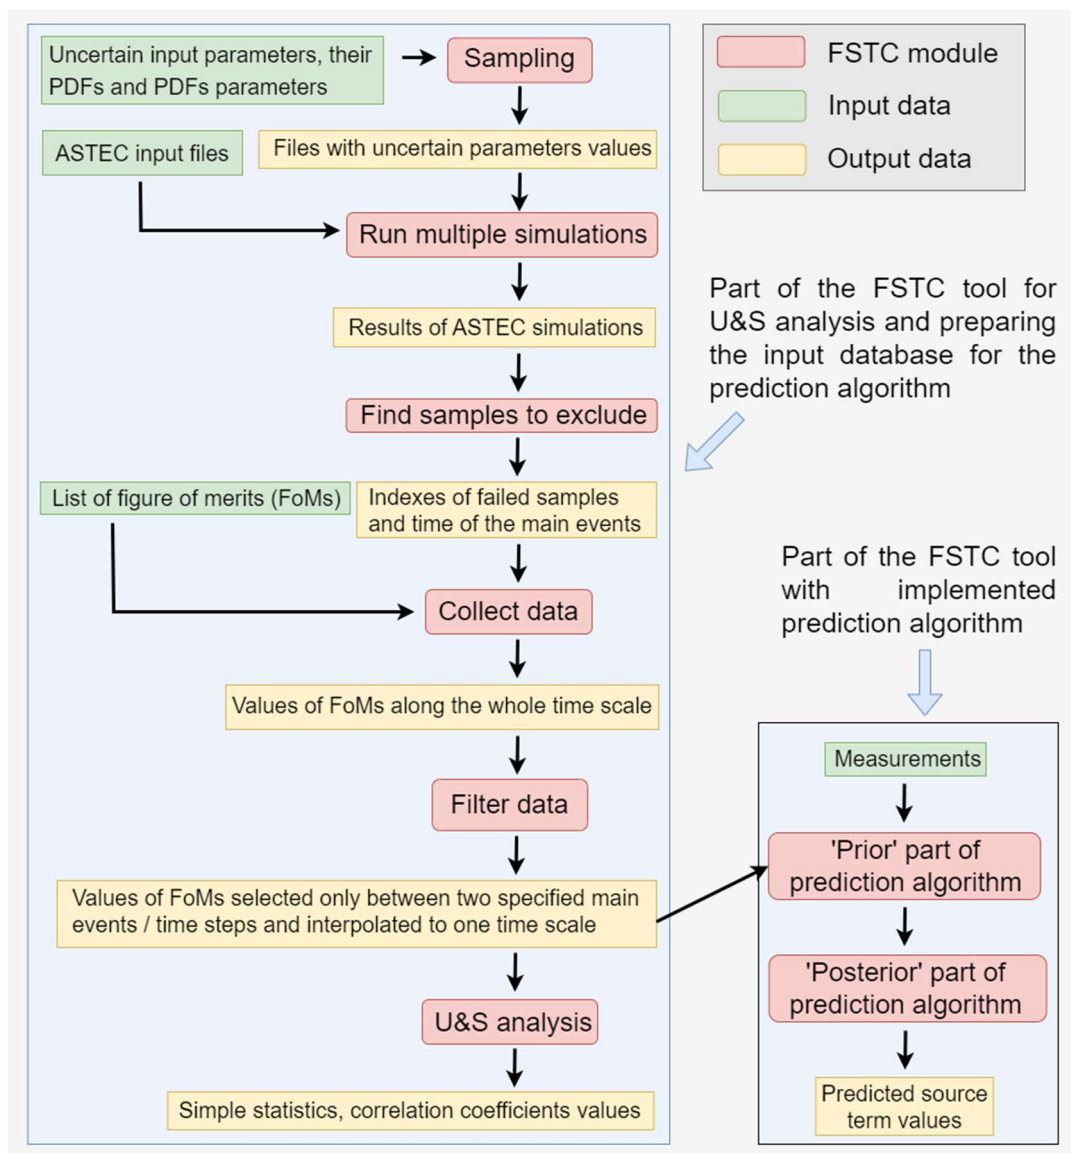 Uncertain input parameters, their
PDFs and PDFs parameters
Sampling
ASTEC input files
Files with uncertain parameters values
Run multiple simulations
Results of ASTEC simulations
Find samples to exclude
List of figure of merits (FoMs)
Indexes of failed samples
and time of the main events
Collect data
Values of FoMs along the whole time scale
Filter data
Values of FoMs selected only between two specified main
events / time steps and interpolated to one time scale
U&S analysis
Simple statistics, correlation coefficients values
FSTC module
Input data
Output data
Part of the FSTC tool for
U&S analysis and preparing
the input database for the
prediction algorithm
Part of the FSTC tool
with implemented
prediction algorithm
Measurements
'Prior' part of
prediction algorithm
'Posterior' part of
prediction algorithm
Predicted source
term values